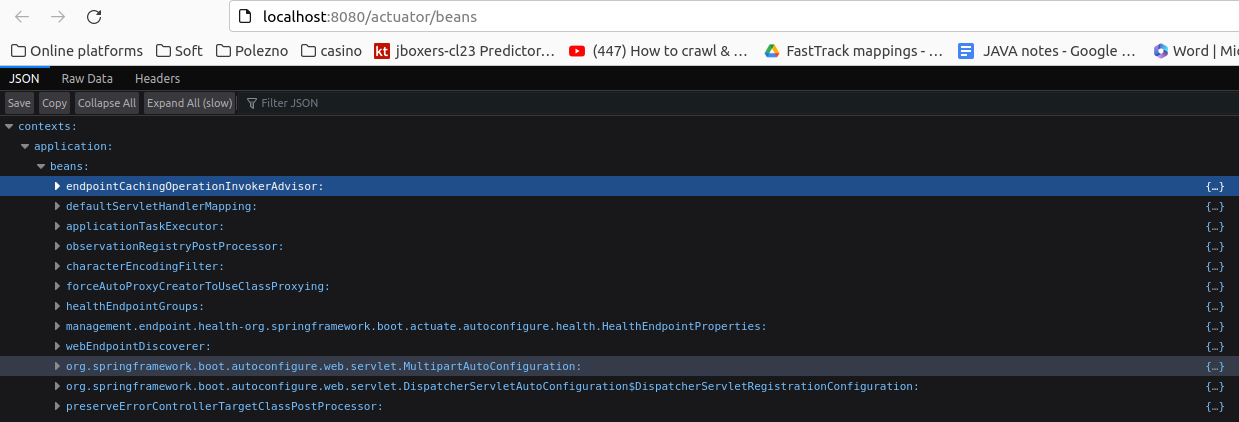 localhost:8080/actuator/beans
Online platforms Soft Polezno casino kt jboxers-cl23 Predictor… (447) How to crawl & … FastTrack mappings - … JAVA notes - Google … Word | Mic
JSON Raw Data Headers
Save Copy Collapse All Expand All (slow) Filter JSON
contexts:
application:
beans:
endpointCachingOperationInvokerAdvisor: {…}
defaultServletHandlerMapping: {…}
applicationTaskExecutor: {…}
observationRegistryPostProcessor: {…}
characterEncodingFilter: {…}
forceAutoProxyCreatorToUseClassProxying: {…}
healthEndpointGroups: {…}
management.endpoint.health-org.springframework.boot.actuate.autoconfigure.health.HealthEndpointProperties: {…}
webEndpointDiscoverer: {…}
org.springframework.boot.autoconfigure.web.servlet.MultipartAutoConfiguration: {…}
org.springframework.boot.autoconfigure.web.servlet.DispatcherServletAutoConfiguration$DispatcherServletRegistrationConfiguration: {…}
preserveErrorControllerTargetClassPostProcessor: {…}